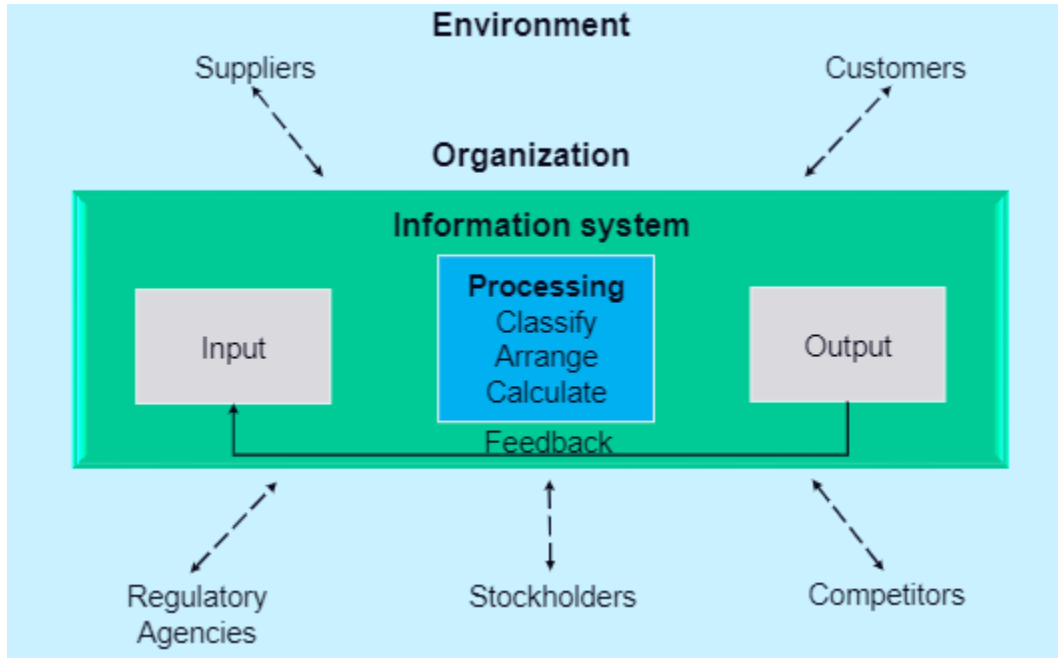 Environment
Suppliers
Customers
Organization
Information system
Input
Processing
Classify
Arrange
Calculate
Output
Feedback
Regulatory
Agencies
Stockholders
Competitors